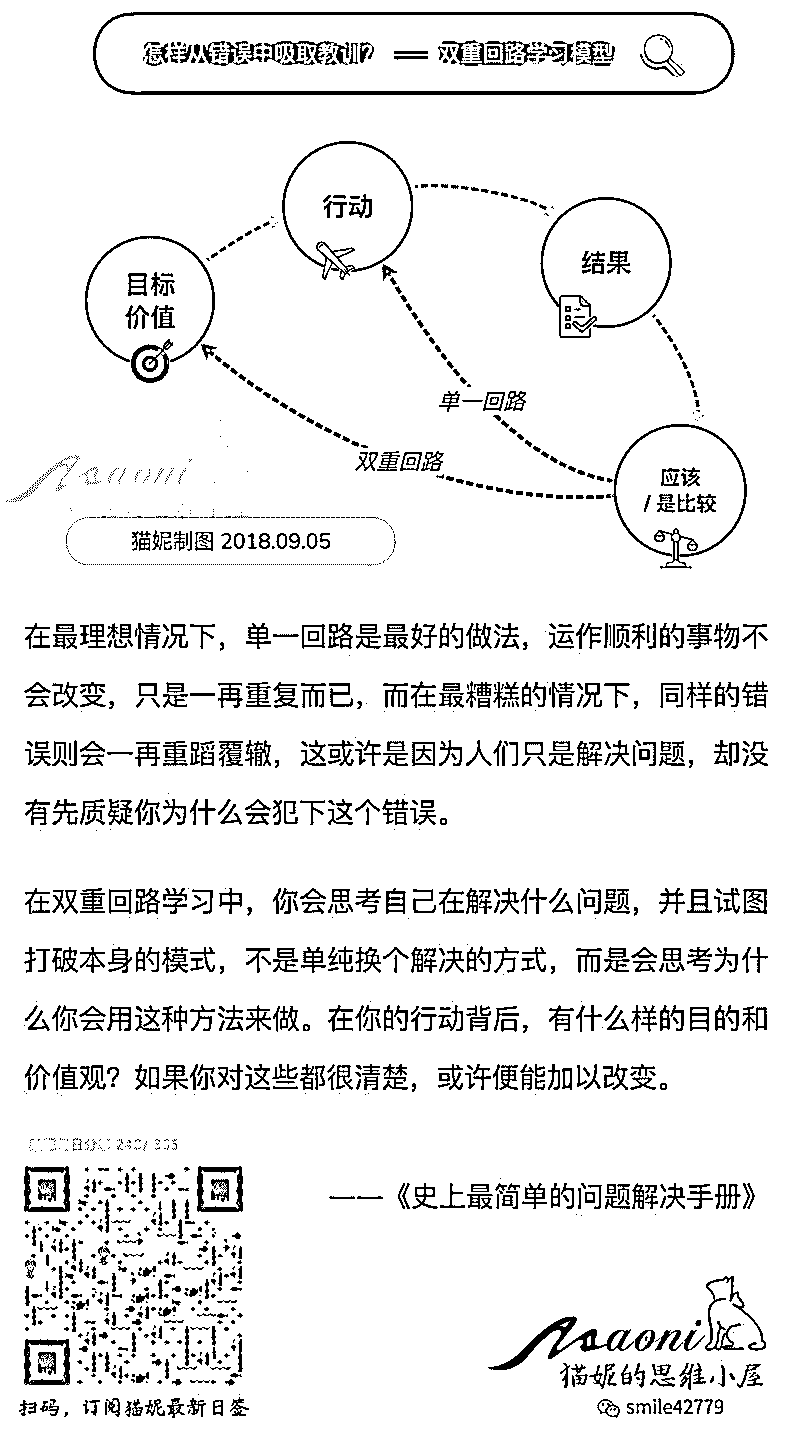 怎样从错误中吸取教训？ —— 双重回路学习模型
行动
结果
目标
价值
单一回路
双重回路
应该
/ 是比较
Asaoni
猫妮制图 2018.09.05
在最理想情况下，单一回路是最好的做法，运作顺利的事物不
会改变，只是一再重复而已，而在最糟糕的情况下，同样的错
误则会一再重蹈覆辙，这或许是因为人们只是解决问题，却没
有先质疑你为什么会犯下这个错误。
在双重回路学习中，你会思考自己在解决什么问题，并且试图
打破本身的模式，不是单纯换个解决的方式，而是会思考为什
么你会用这种方法来做。在你的行动背后，有什么样的目的和
价值观？如果你对这些都很清楚，或许便能加以改变。
——《史上最简单的问题解决手册》
Asaoni
猫妮的思维小屋
smile42779
扫码，订阅猫妮最新日签